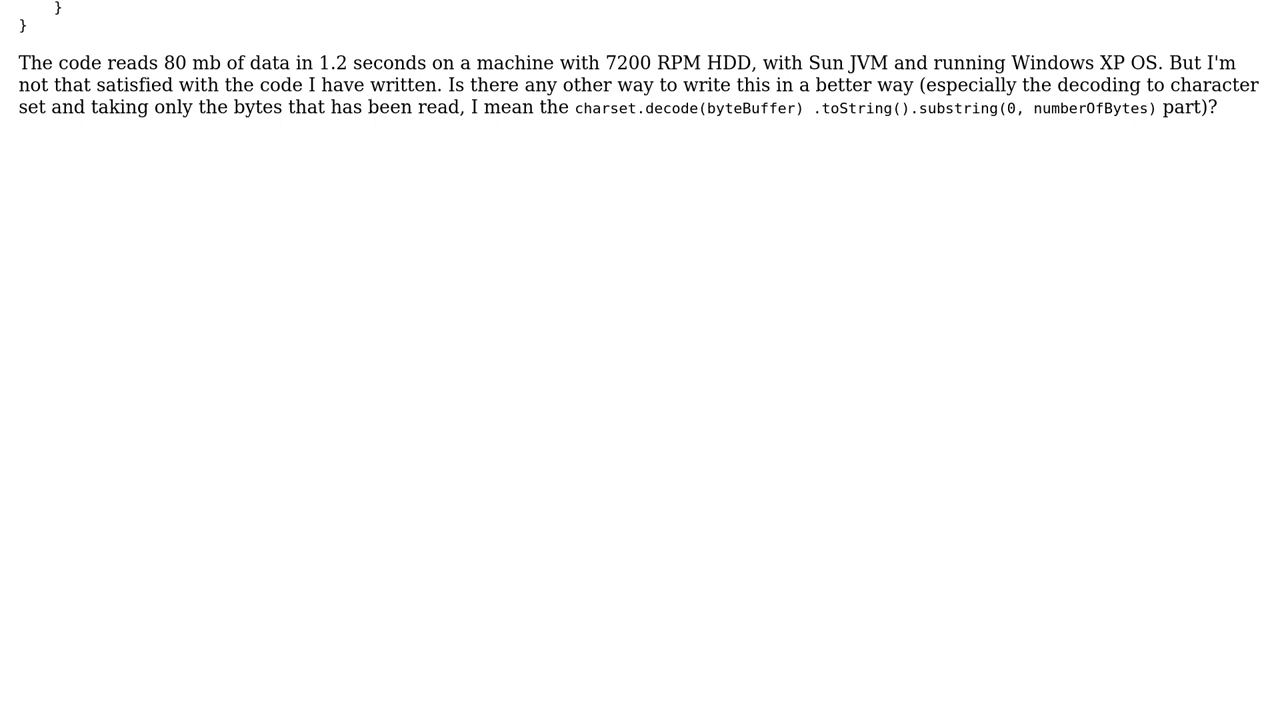 }
}
The code reads 80 mb of data in 1.2 seconds on a machine with 7200 RPM HDD, with Sun JVM and running Windows XP OS. But I'm
not that satisfied with the code I have written. Is there any other way to write this in a better way (especially the decoding to character
set and taking only the bytes that has been read, I mean the charset.decode(byteBuffer) .toString().substring(0, numberOfBytes) part)?